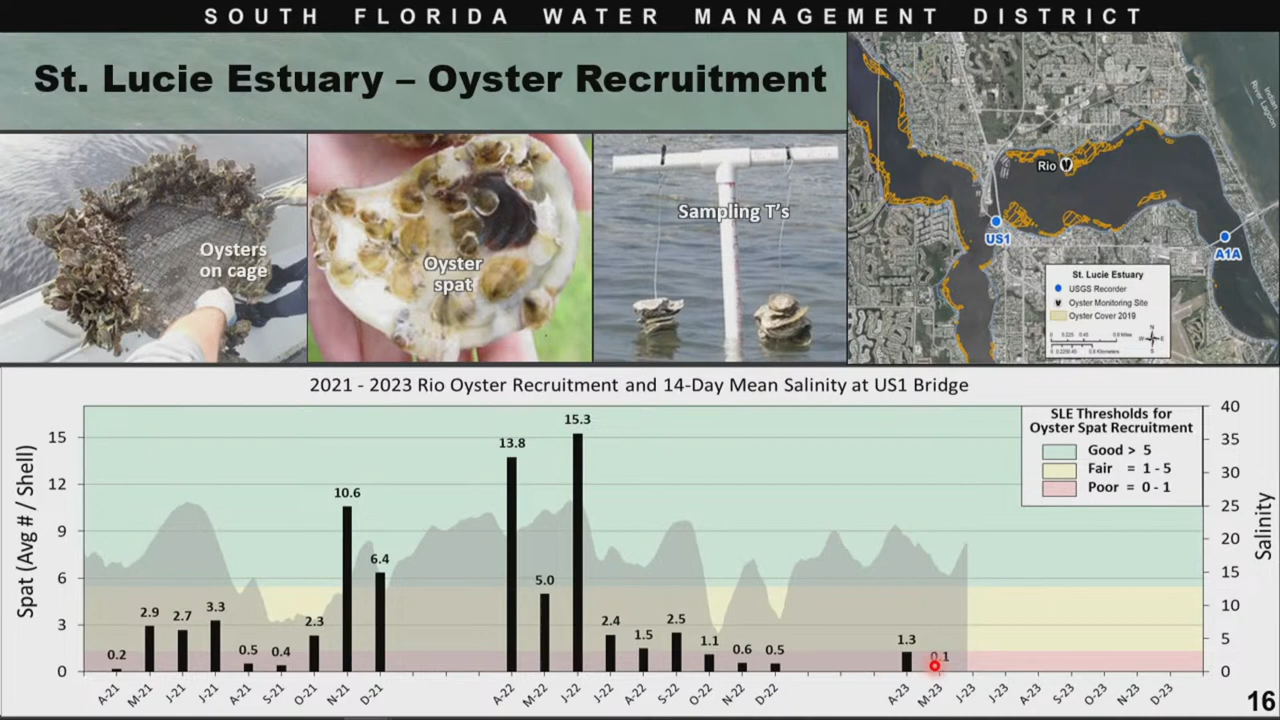 SOUTH FLORIDA WATER MANAGEMENT DISTRICT
St. Lucie Estuary – Oyster Recruitment
Oysters
on cage
Oyster
spat
Sampling T's
Indian
River Lagoon
Rio
US1
A1A
St. Lucie Estuary
USGS Recorder
Oyster Monitoring Site
Oyster Cover 2019
N
W
E
S
2021 - 2023 Rio Oyster Recruitment and 14-Day Mean Salinity at US1 Bridge
SLE Thresholds for
Oyster Spat Recruitment
Good > 5
Fair = 1 - 5
Poor = 0 - 1
Spat (Avg # / Shell)
15
12
9
6
3
0
0.2
2.9
2.7
3.3
0.5
0.4
2.3
10.6
6.4
13.8
5.0
15.3
2.4
1.5
2.5
1.1
0.6
0.5
1.3
0.1
40
35
30
25
20
15
10
5
0
Salinity
A-21
M-21
J-21
J-21
A-21
S-21
O-21
N-21
D-21
A-22
M-22
J-22
J-22
A-22
S-22
O-22
N-22
D-22
A-23
M-23
J-23
J-23
A-23
S-23
O-23
N-23
D-23
16